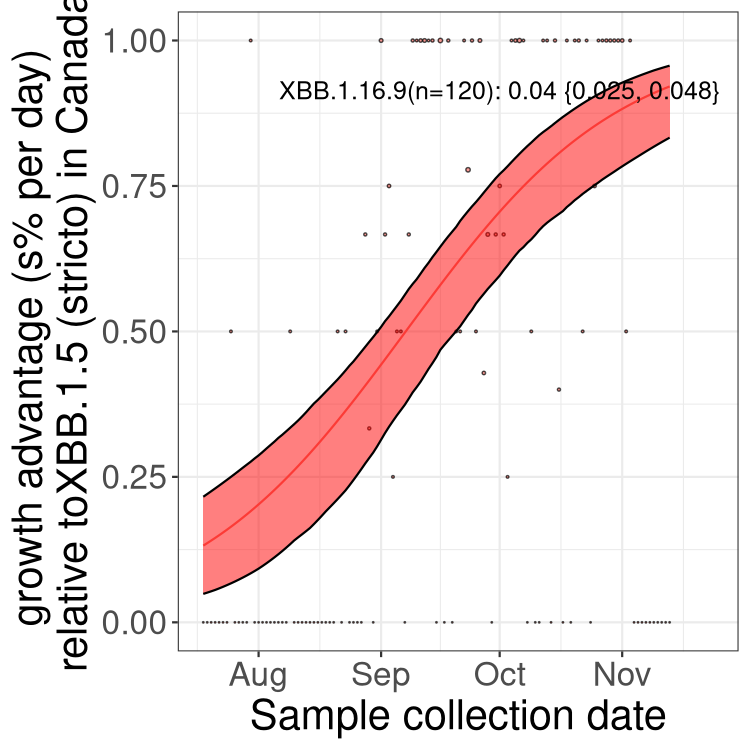 growth advantage (s% per day)
relative toXBB.1.5 (stricto) in Canada
1.00
0.75
0.50
0.25
0.00
XBB.1.16.9(n=120): 0.04 {0.025, 0.048}
Aug Sep Oct Nov
Sample collection date